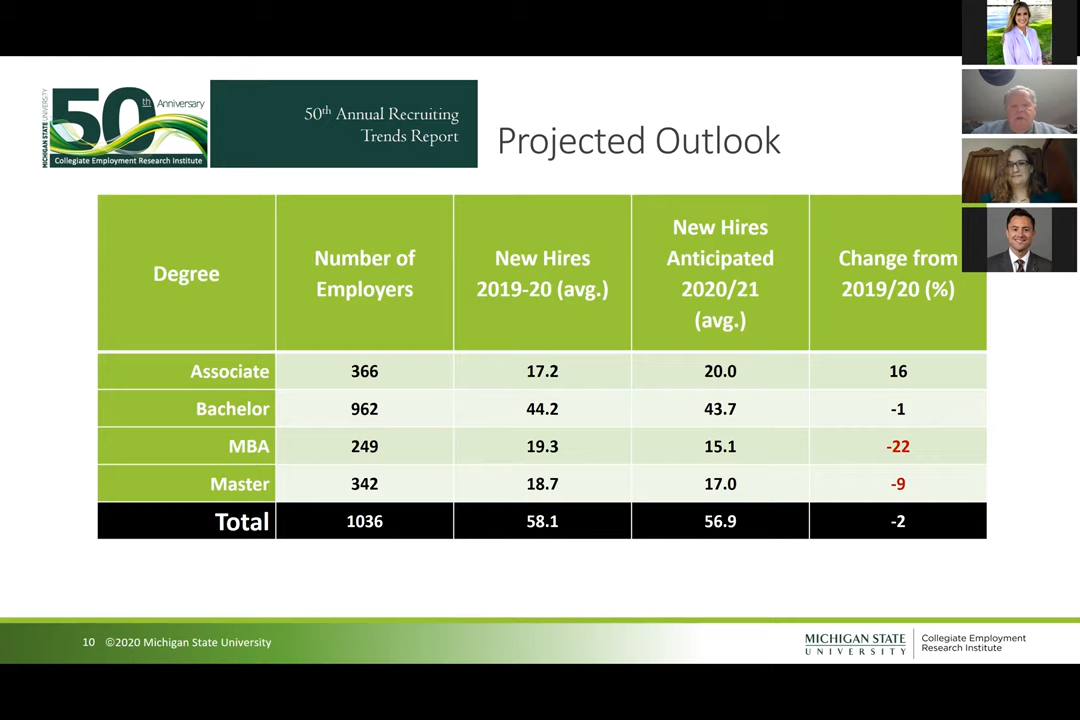 MICHIGAN STATE UNIVERSITY
50th Anniversary
Collegiate Employment Research Institute
50th Annual Recruiting
Trends Report
Projected Outlook
Degree
Number of
Employers
New Hires
2019-20 (avg.)
New Hires
Anticipated
2020/21
(avg.)
Change from
2019/20 (%)
Associate 366 17.2 20.0 16
Bachelor 962 44.2 43.7 -1
MBA 249 19.3 15.1 -22
Master 342 18.7 17.0 -9
Total 1036 58.1 56.9 -2
10 ©2020 Michigan State University
MICHIGAN STATE
UNIVERSITY
Collegiate Employment
Research Institute